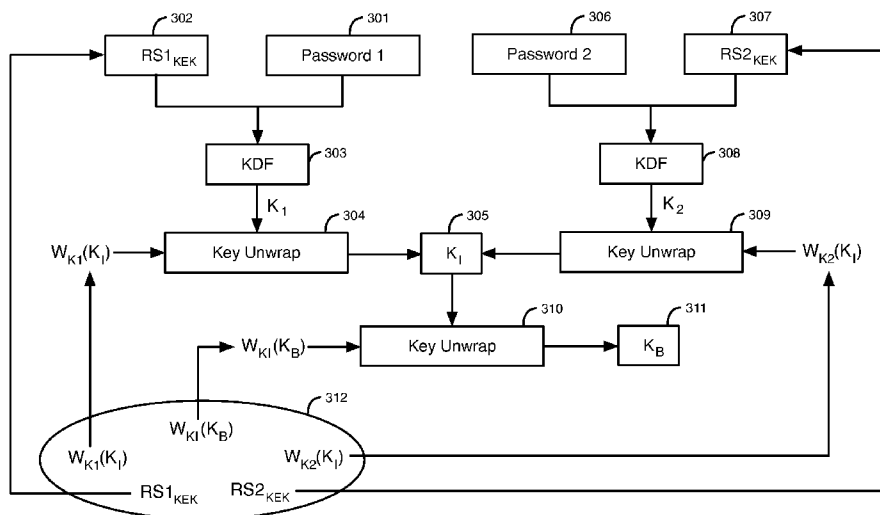 302
301
306
307
RS1KEK
Password 1
Password 2
RS2KEK
KDF
303
KDF
308
K1
304
305
K2
309
WK1(KI)
Key Unwrap
KI
Key Unwrap
WK2(KI)
310
311
WKI(KB)
Key Unwrap
KB
312
WKI(KB)
WK1(KI)
WK2(KI)
RS1KEK
RS2KEK